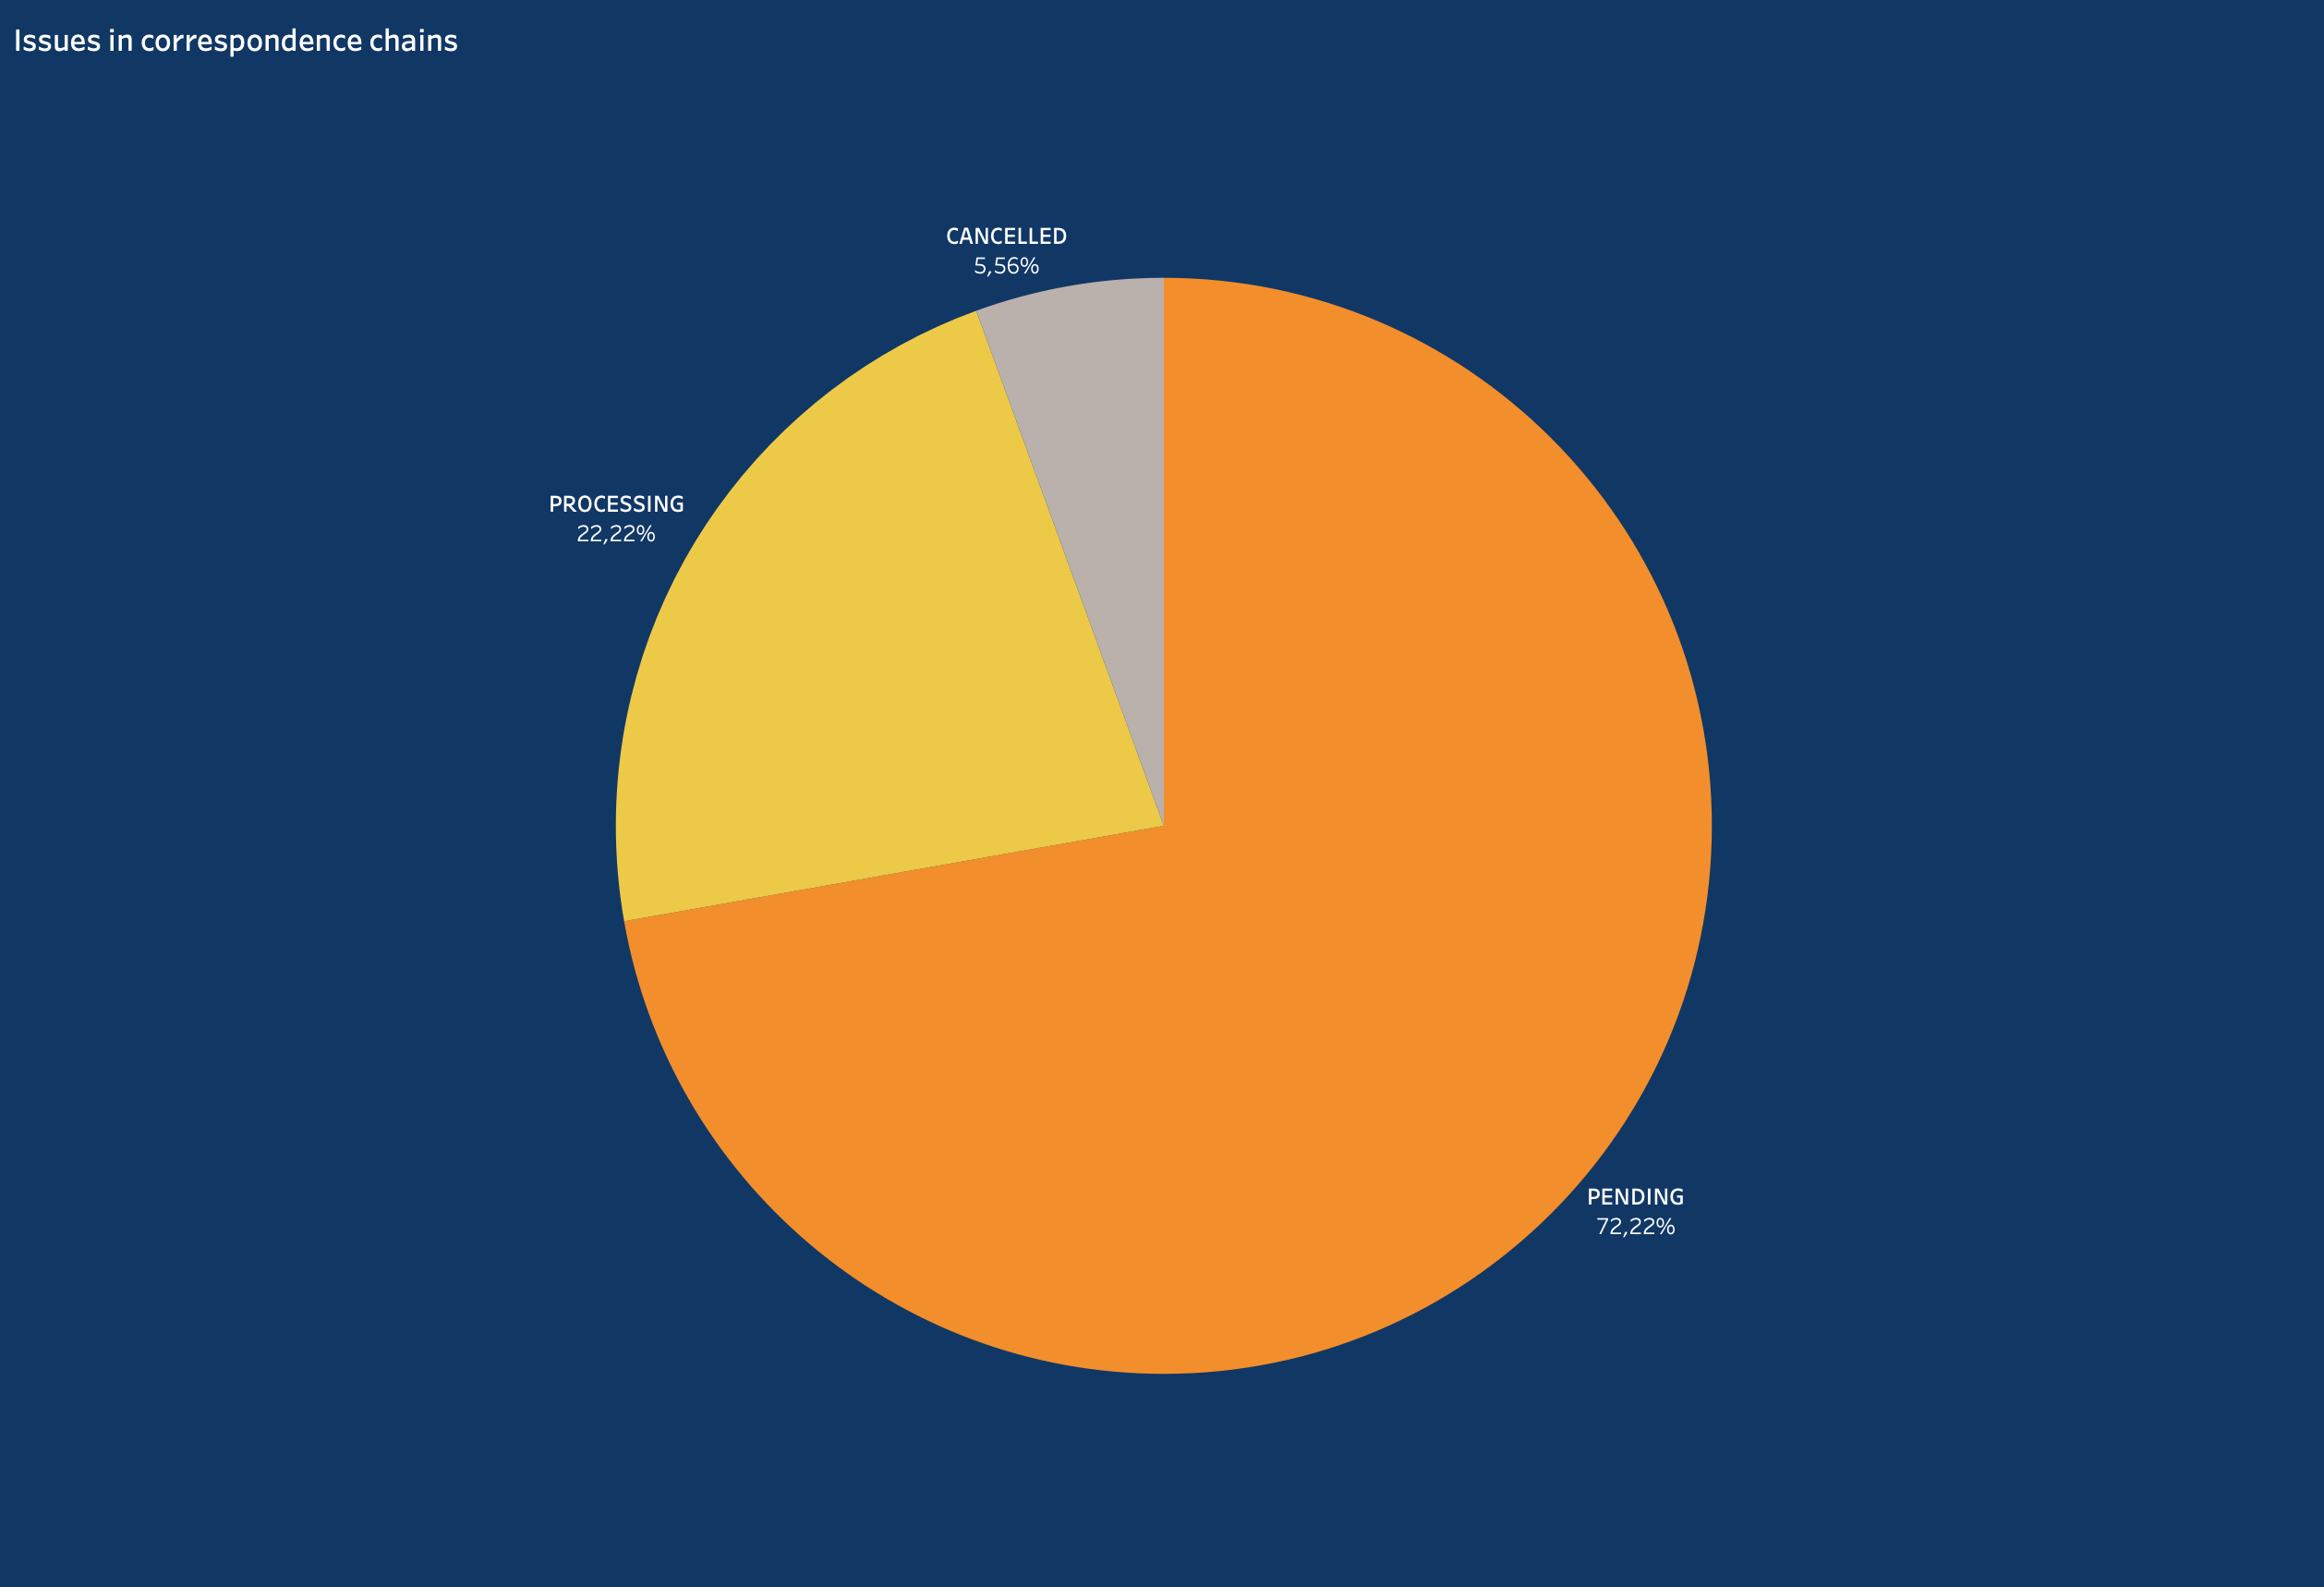 Issues in correspondence chains
CANCELLED
5,56%
PROCESSING
22,22%
PENDING
72,22%